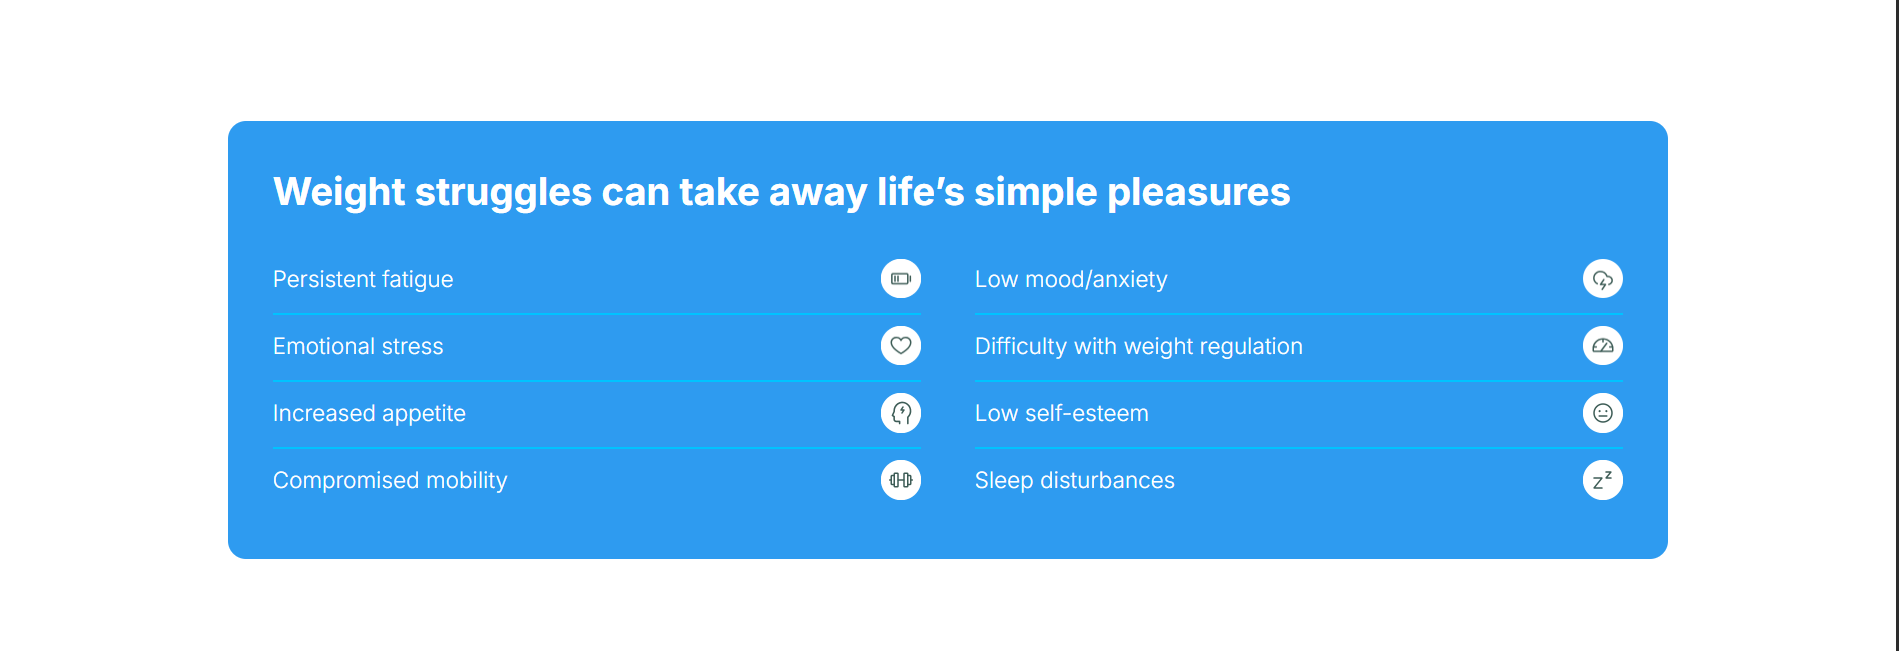 Weight struggles can take away life’s simple pleasures
Persistent fatigue
Emotional stress
Increased appetite
Compromised mobility
Low mood/anxiety
Difficulty with weight regulation
Low self-esteem
Sleep disturbances